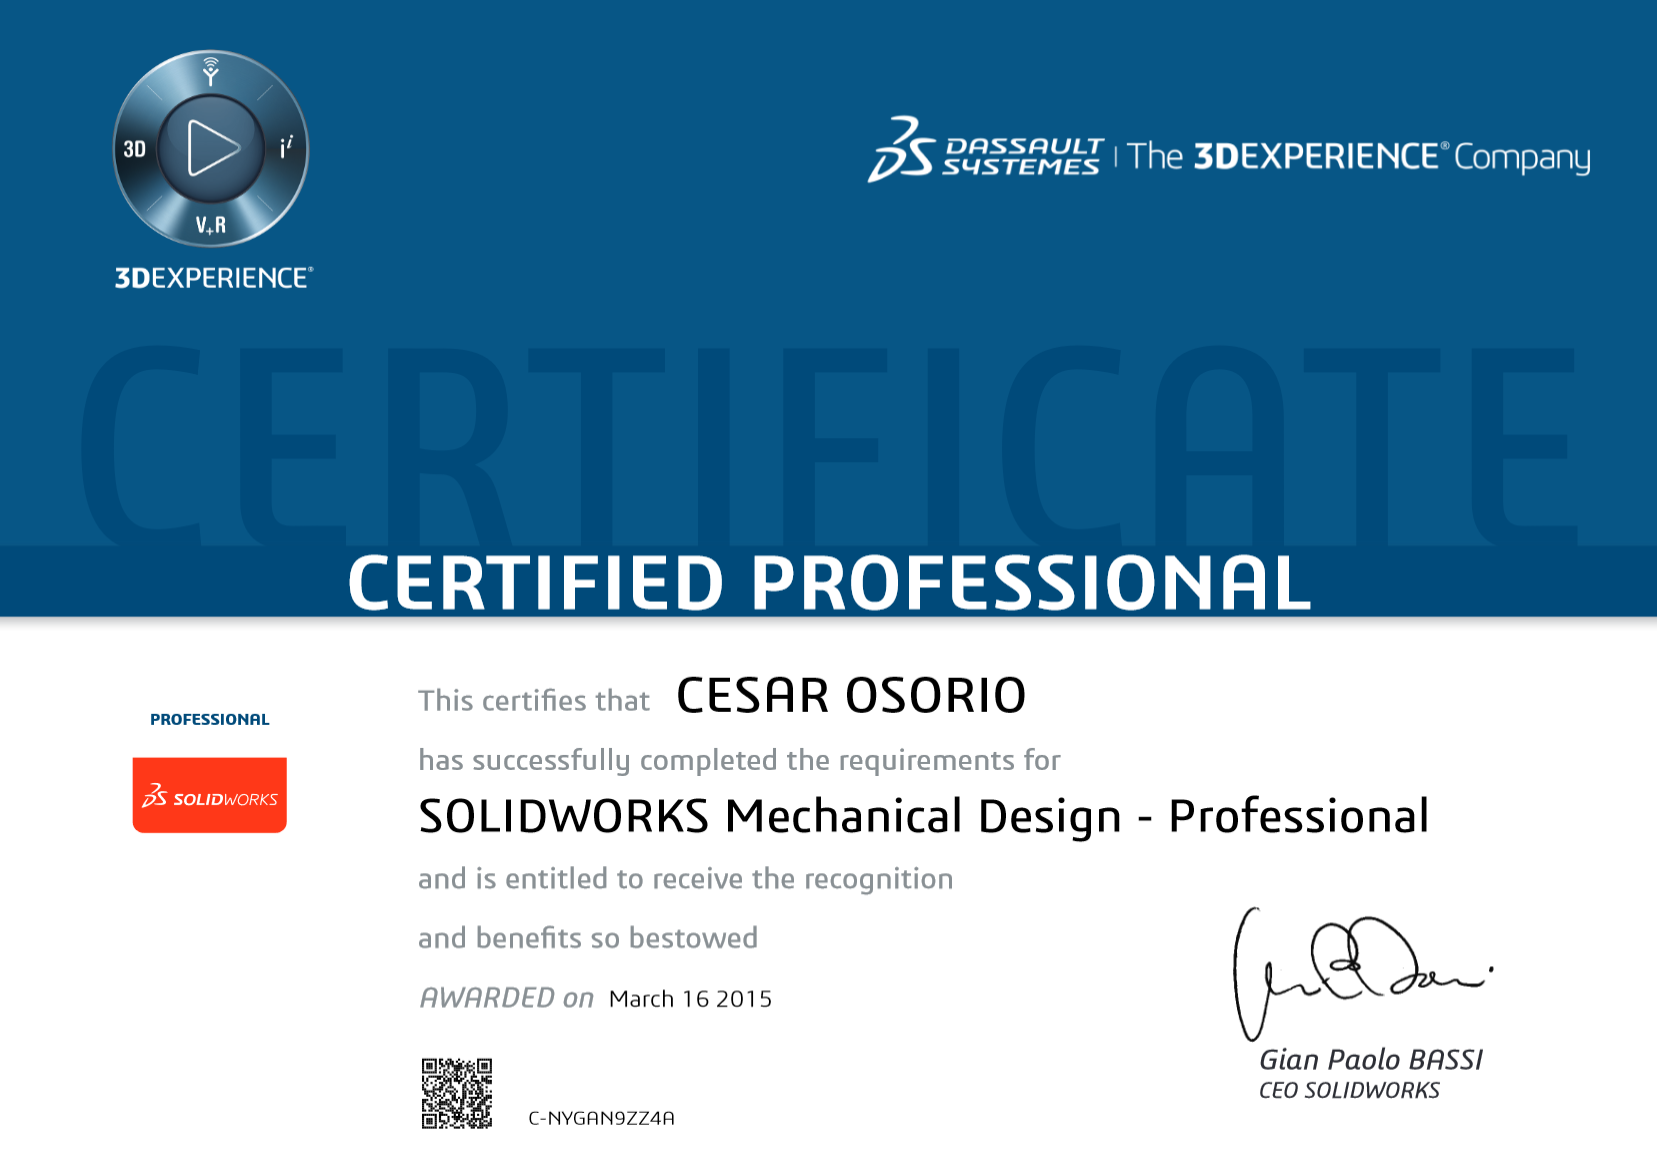 3D
i i
V+R
3DEXPERIENCE®
DASSAULT SYSTEMES | The 3DEXPERIENCE® Company
CERTIFICATE
CERTIFIED PROFESSIONAL
This certifies that CESAR OSORIO
has successfully completed the requirements for
SOLIDWORKS Mechanical Design - Professional
and is entitled to receive the recognition
and benefits so bestowed
AWARDED on March 16 2015
C-NYGAN9ZZ4A
PROFESSIONAL
SOLIDWORKS
Gian Paolo BASSI
CEO SOLIDWORKS